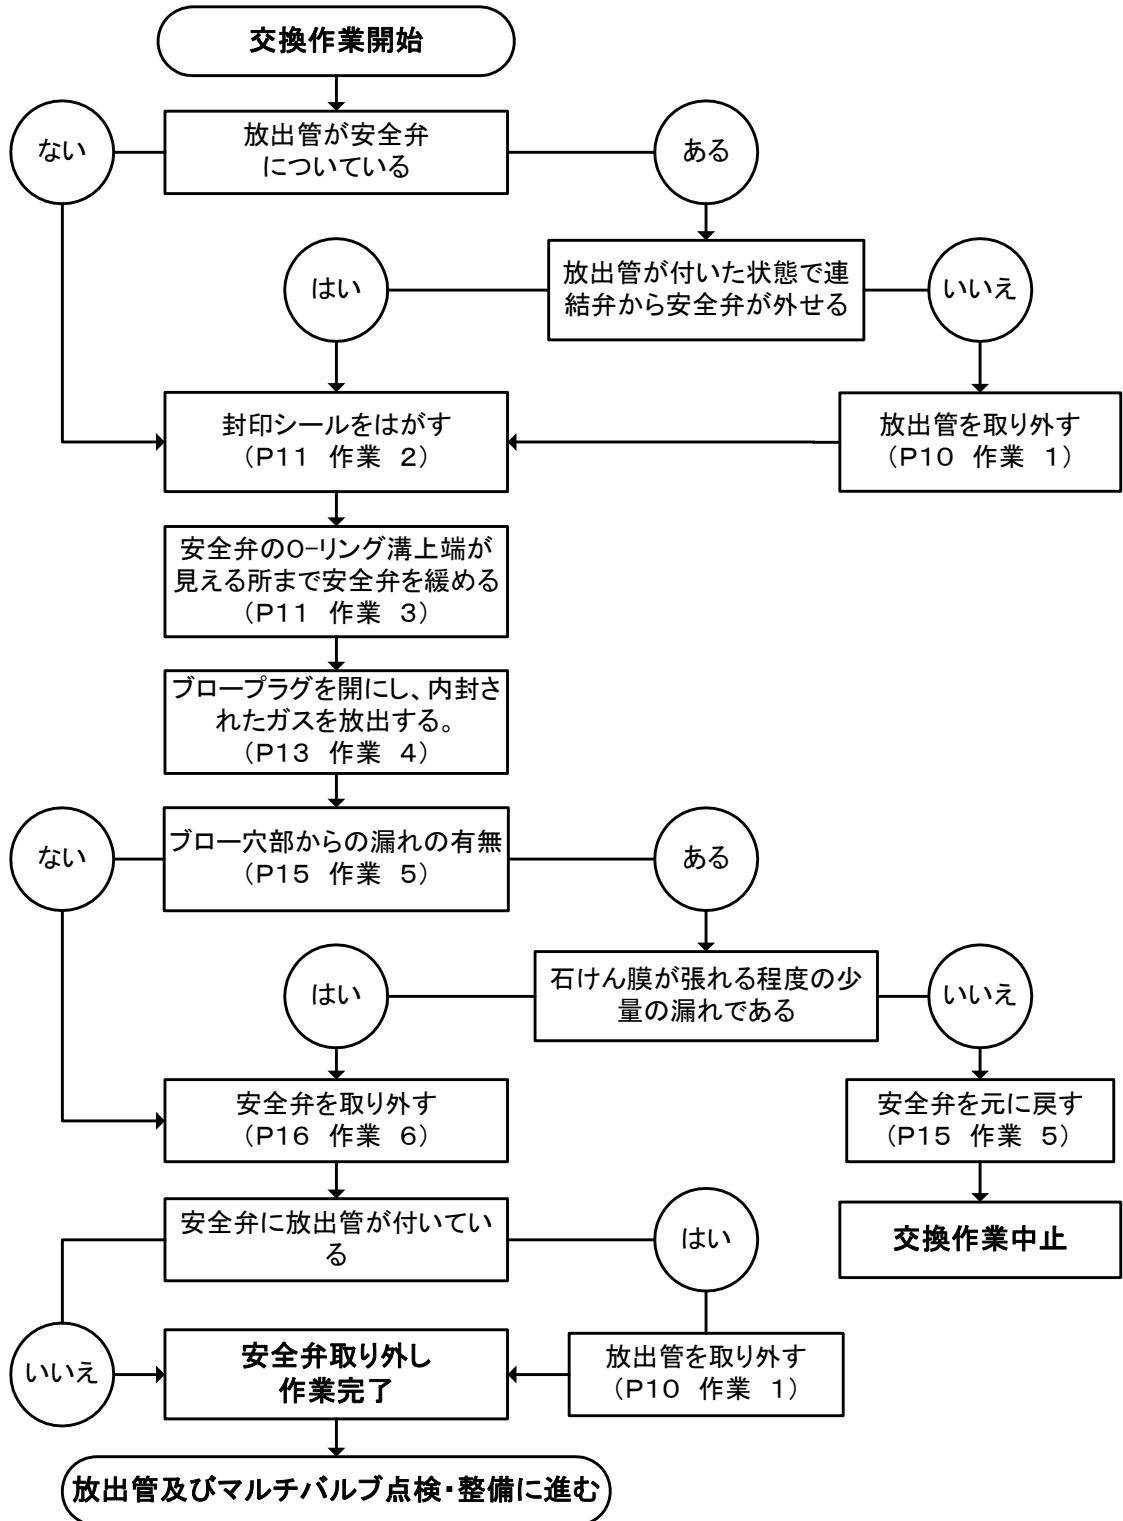 交換作業開始
放出管が安全弁
についている
ない
ある
放出管が付いた状態で連
結弁から安全弁が外せる
はい
いいえ
封印シールをはがす
(P11 作業 2)
放出管を取り外す
(P10 作業 1)
安全弁のO-リング溝上端が
見える所まで安全弁を緩める
(P11 作業 3)
ブロープラグを開にし、内封さ
れたガスを放出する。
(P13 作業 4)
ブロー穴部からの漏れの有無
(P15 作業 5)
ない
ある
石けん膜が張れる程度の少
量の漏れである
はい
いいえ
安全弁を取り外す
(P16 作業 6)
安全弁を元に戻す
(P15 作業 5)
安全弁に放出管が付いてい
る
はい
交換作業中止
いいえ
安全弁取り外し
作業完了
放出管を取り外す
(P10 作業 1)
放出管及びマルチバルブ点検・整備に進む